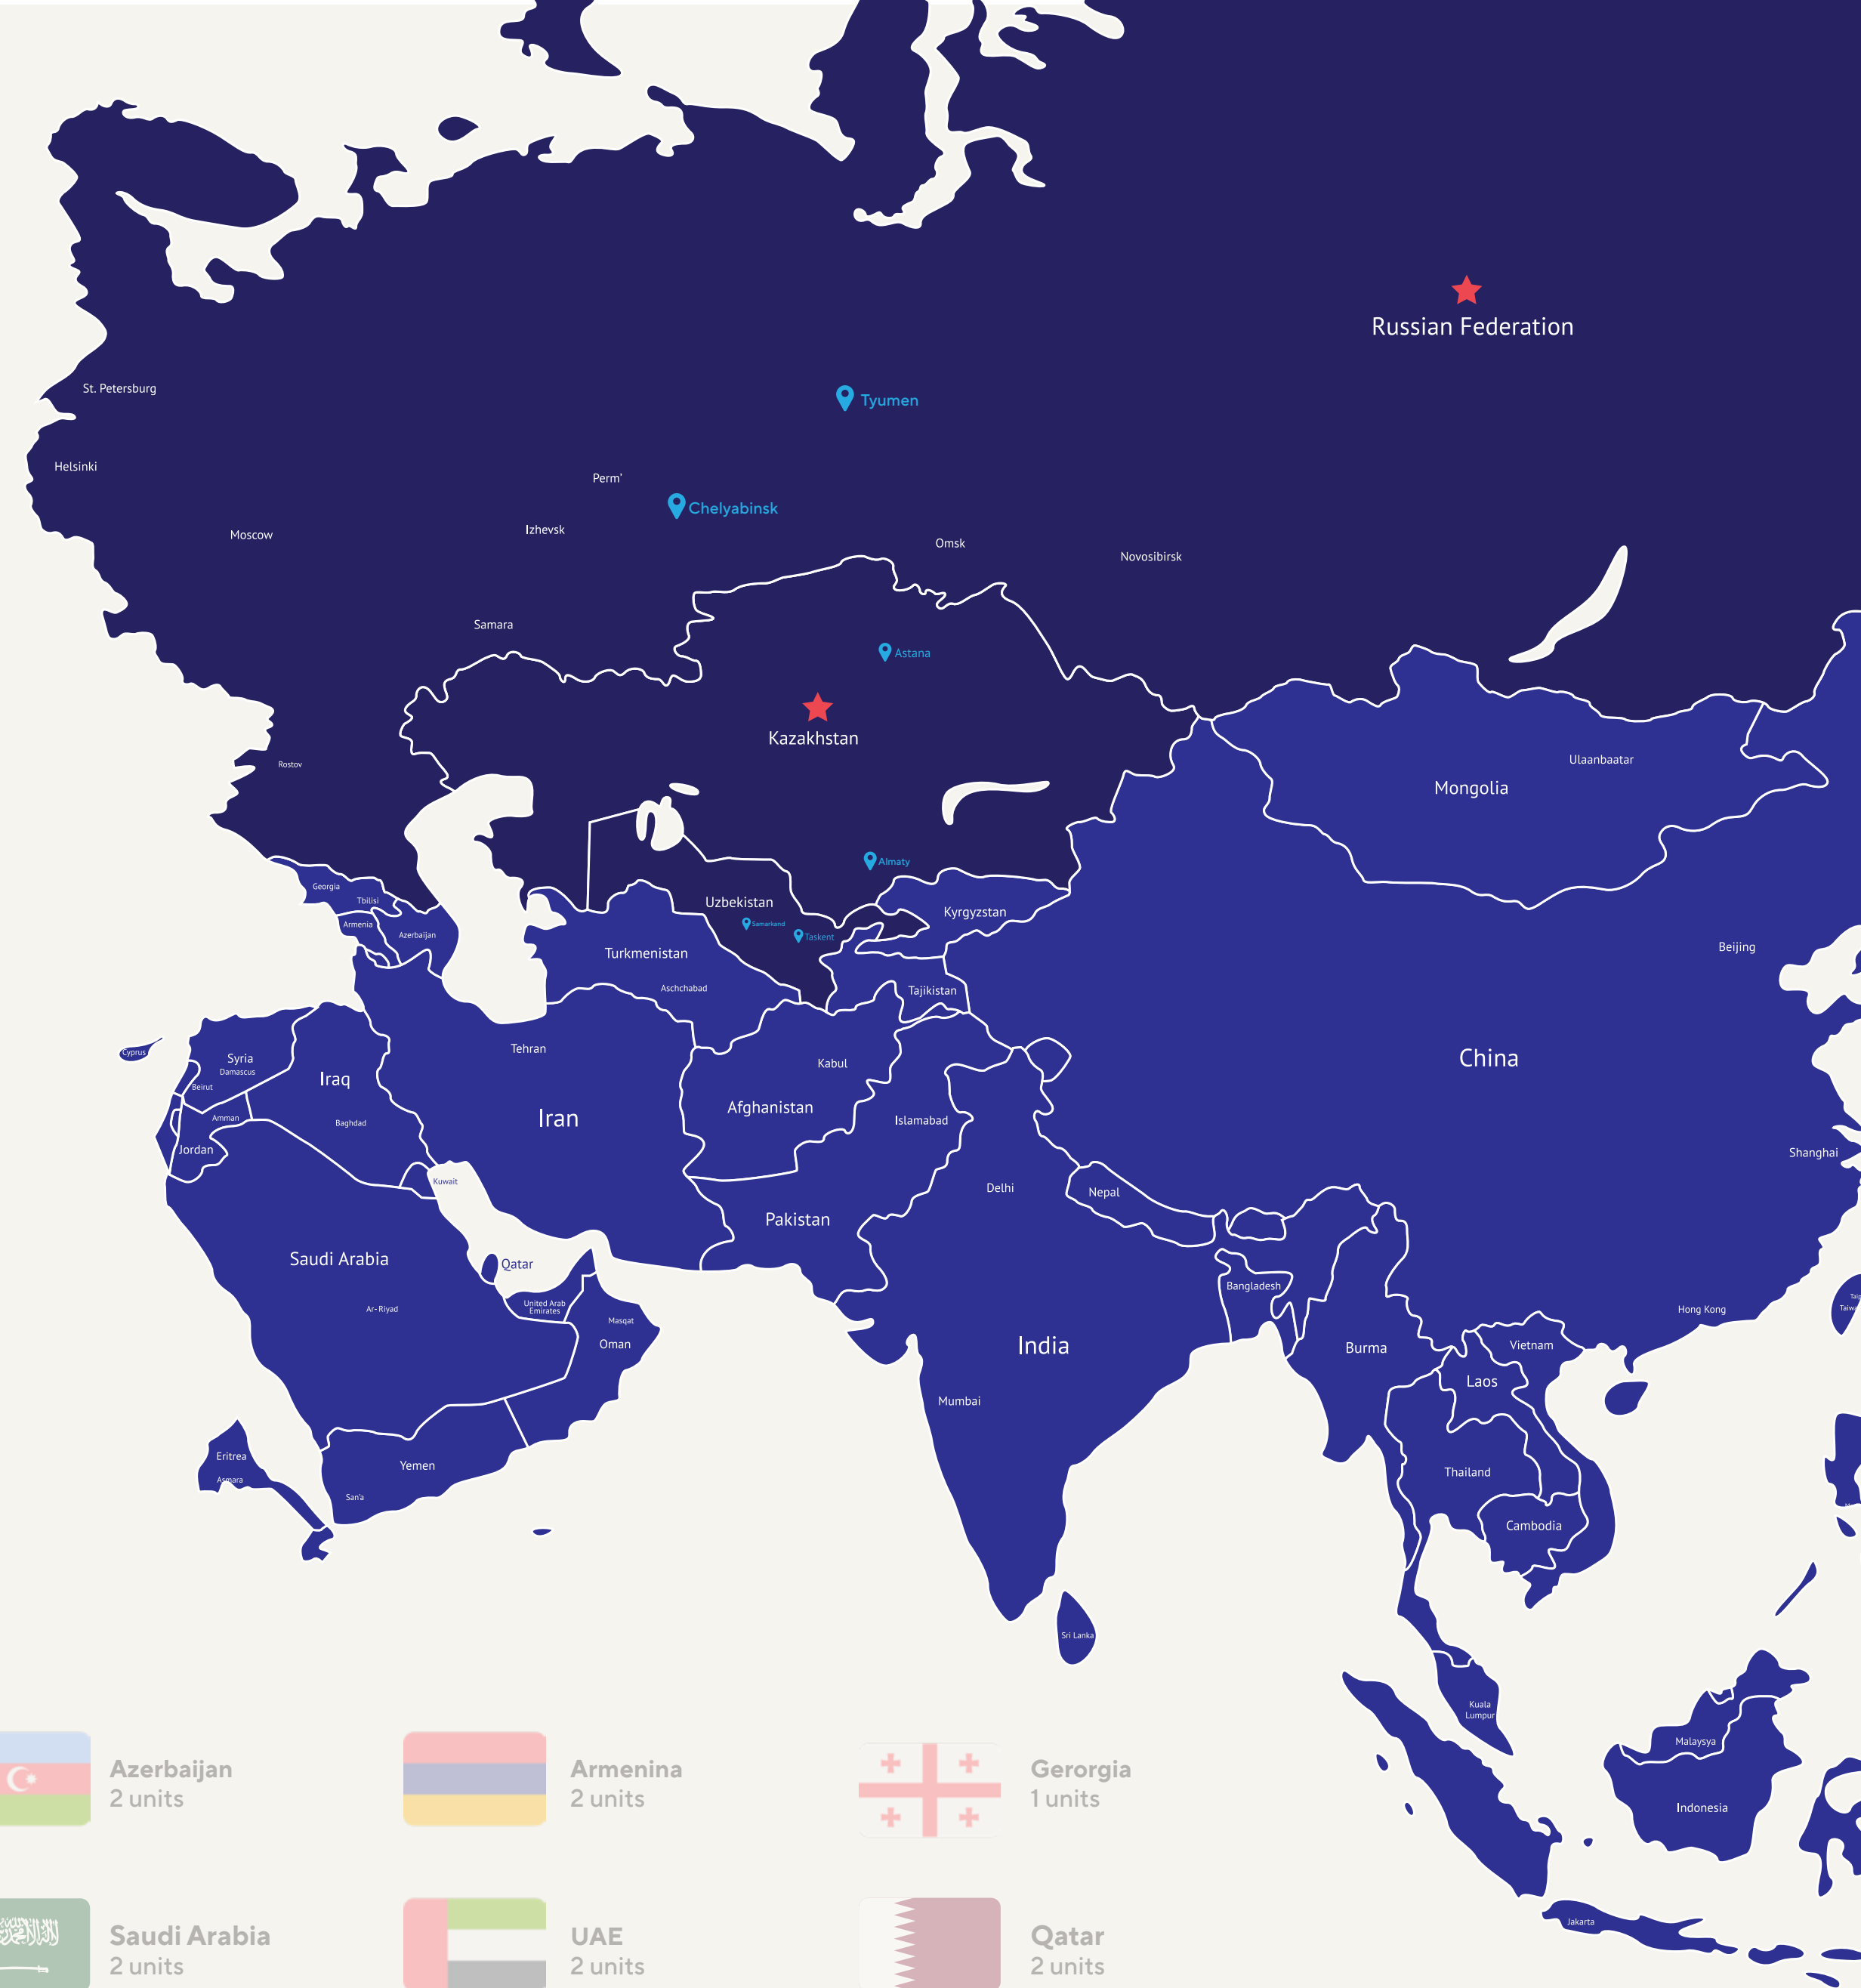 Russian Federation
St. Petersburg
Tyumen
Helsinki
Perm'
Chelyabinsk
Moscow
Izhevsk
Omsk
Novosibirsk
Samara
Astana
Kazakhstan
Rostov
Ulaanbaatar
Mongolia
Almaty
Georgia
Tbilisi
Uzbekistan
Kyrgyzstan
Armenia
Samarkand
Azerbaijan
Taskent
Beijing
Turkmenistan
Aschchabad
Tajikistan
Cyprus
Tehran
Syria
Damascus
Kabul
China
Iraq
Beirut
Afghanistan
Amman
Iran
Baghdad
Islamabad
Jordan
Shanghai
Kuwait
Delhi
Nepal
Pakistan
Saudi Arabia
Qatar
Bangladesh
United Arab
Emirates
Ar-Riyad
Hong Kong
Masqat
Oman
India
Burma
Vietnam
Laos
Mumbai
Eritrea
Yemen
Thailand
Asmara
San'a
Cambodia
Sri Lanka
Kuala
Lumpur
Malaysya
Indonesia
Jakarta
Azerbaijan
2 units
Armenina
2 units
Gerorgia
1 units
Saudi Arabia
2 units
UAE
2 units
Qatar
2 units